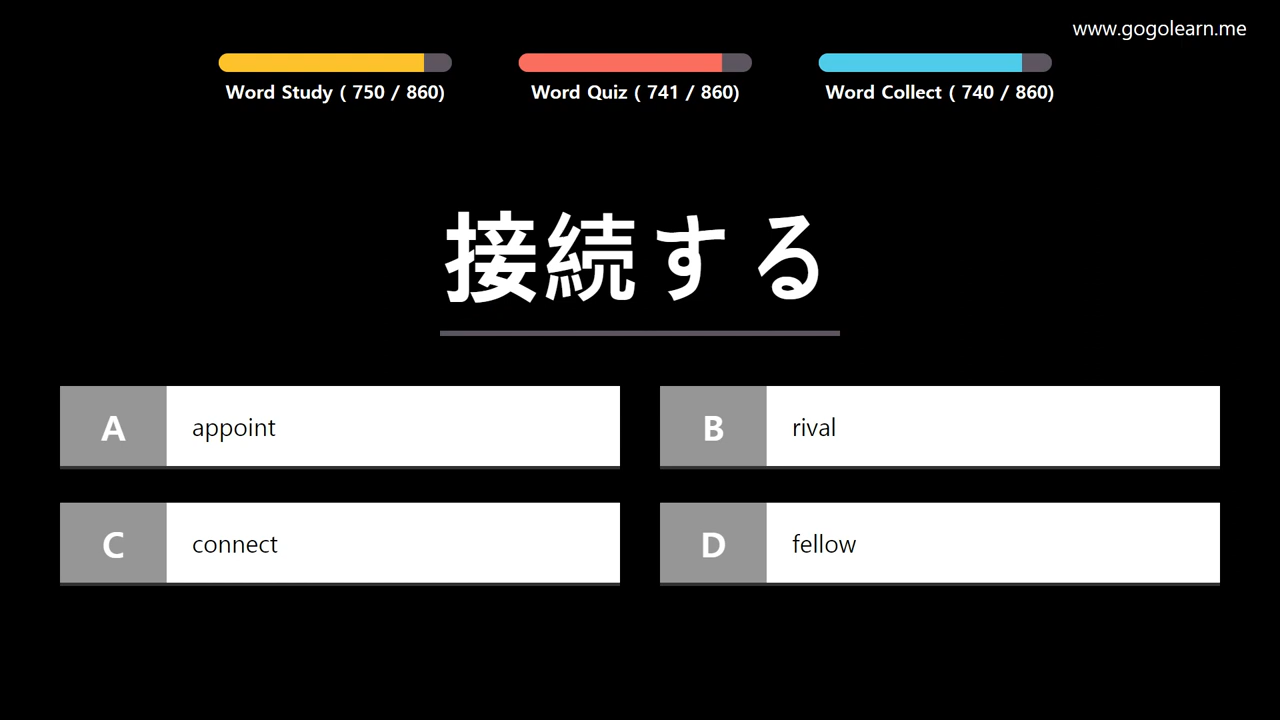 www.gogolearn.me
Word Study ( 750 / 860)
Word Quiz ( 741 / 860)
Word Collect ( 740 / 860)
接続する
A appoint
B rival
C connect
D fellow